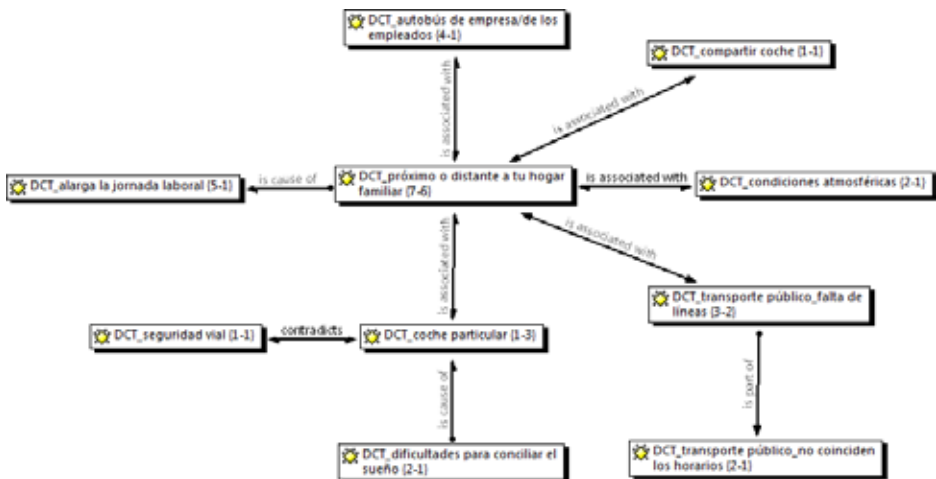 DCT_autobús de empresa/de los
empleados {4-1}
DCT_compartir coche {1-1}
is associated with
is associated with
DCT_alarga la jornada laboral {5-1}
is cause of
DCT_próximo o distante a tu hogar
familiar {7-6}
is associated with
DCT_condiciones atmosféricas {2-1}
is associated with
is associated with
DCT_transporte público_falta de
líneas {3-2}
DCT_seguridad vial {1-1}
contradicts
DCT_coche particular {1-3}
is cause of
is part of
DCT_dificultades para conciliar el
sueño {2-1}
DCT_transporte público_no coinciden
los horarios {2-1}